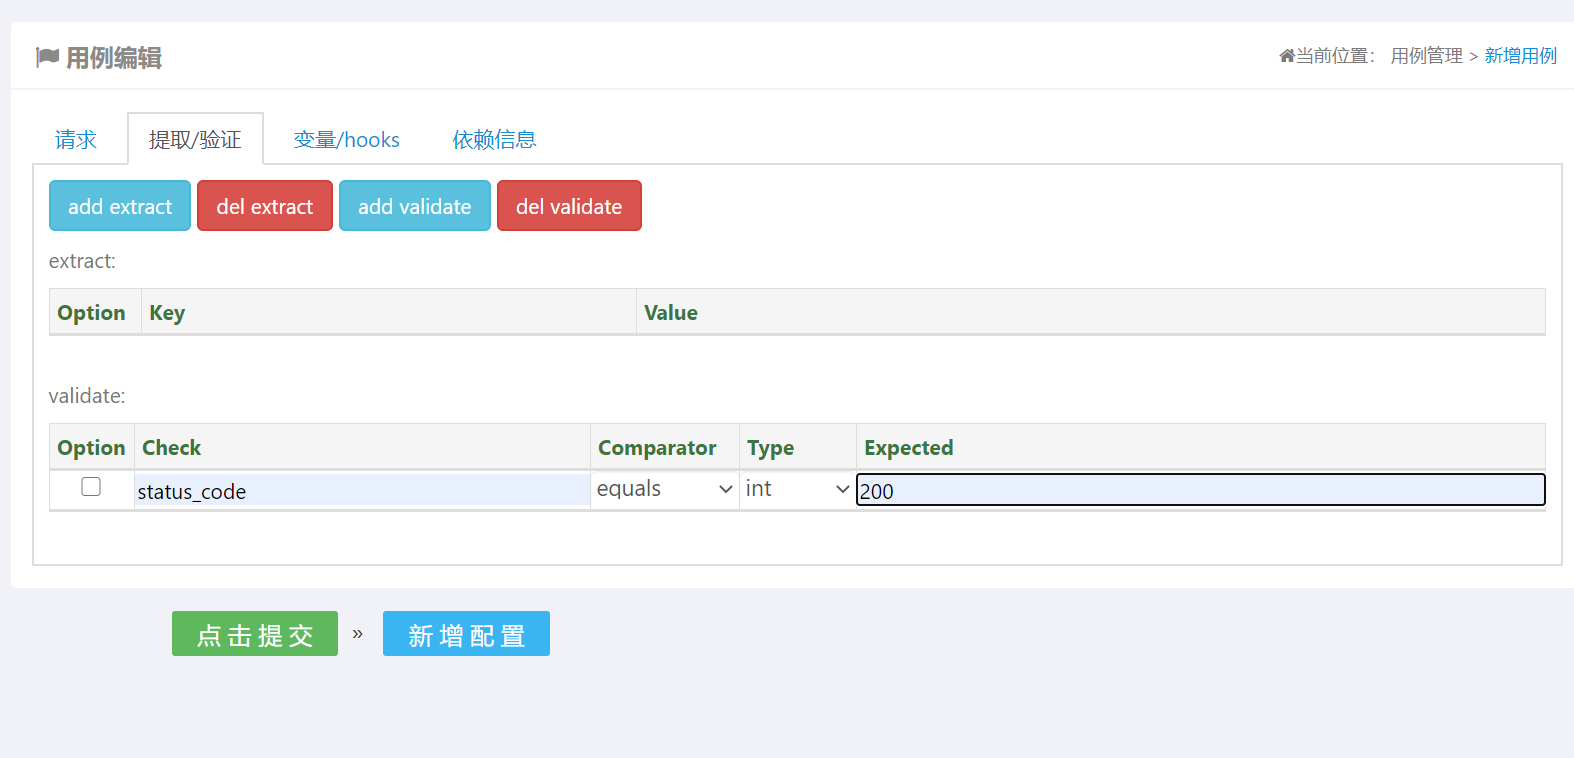 用例编辑
当前位置： 用例管理 > 新增用例
请求 提取/验证 变量/hooks 依赖信息
add extract del extract add validate del validate
extract:
Option Key Value
validate:
Option Check Comparator Type Expected
status_code equals int 200
点击提交 » 新增配置